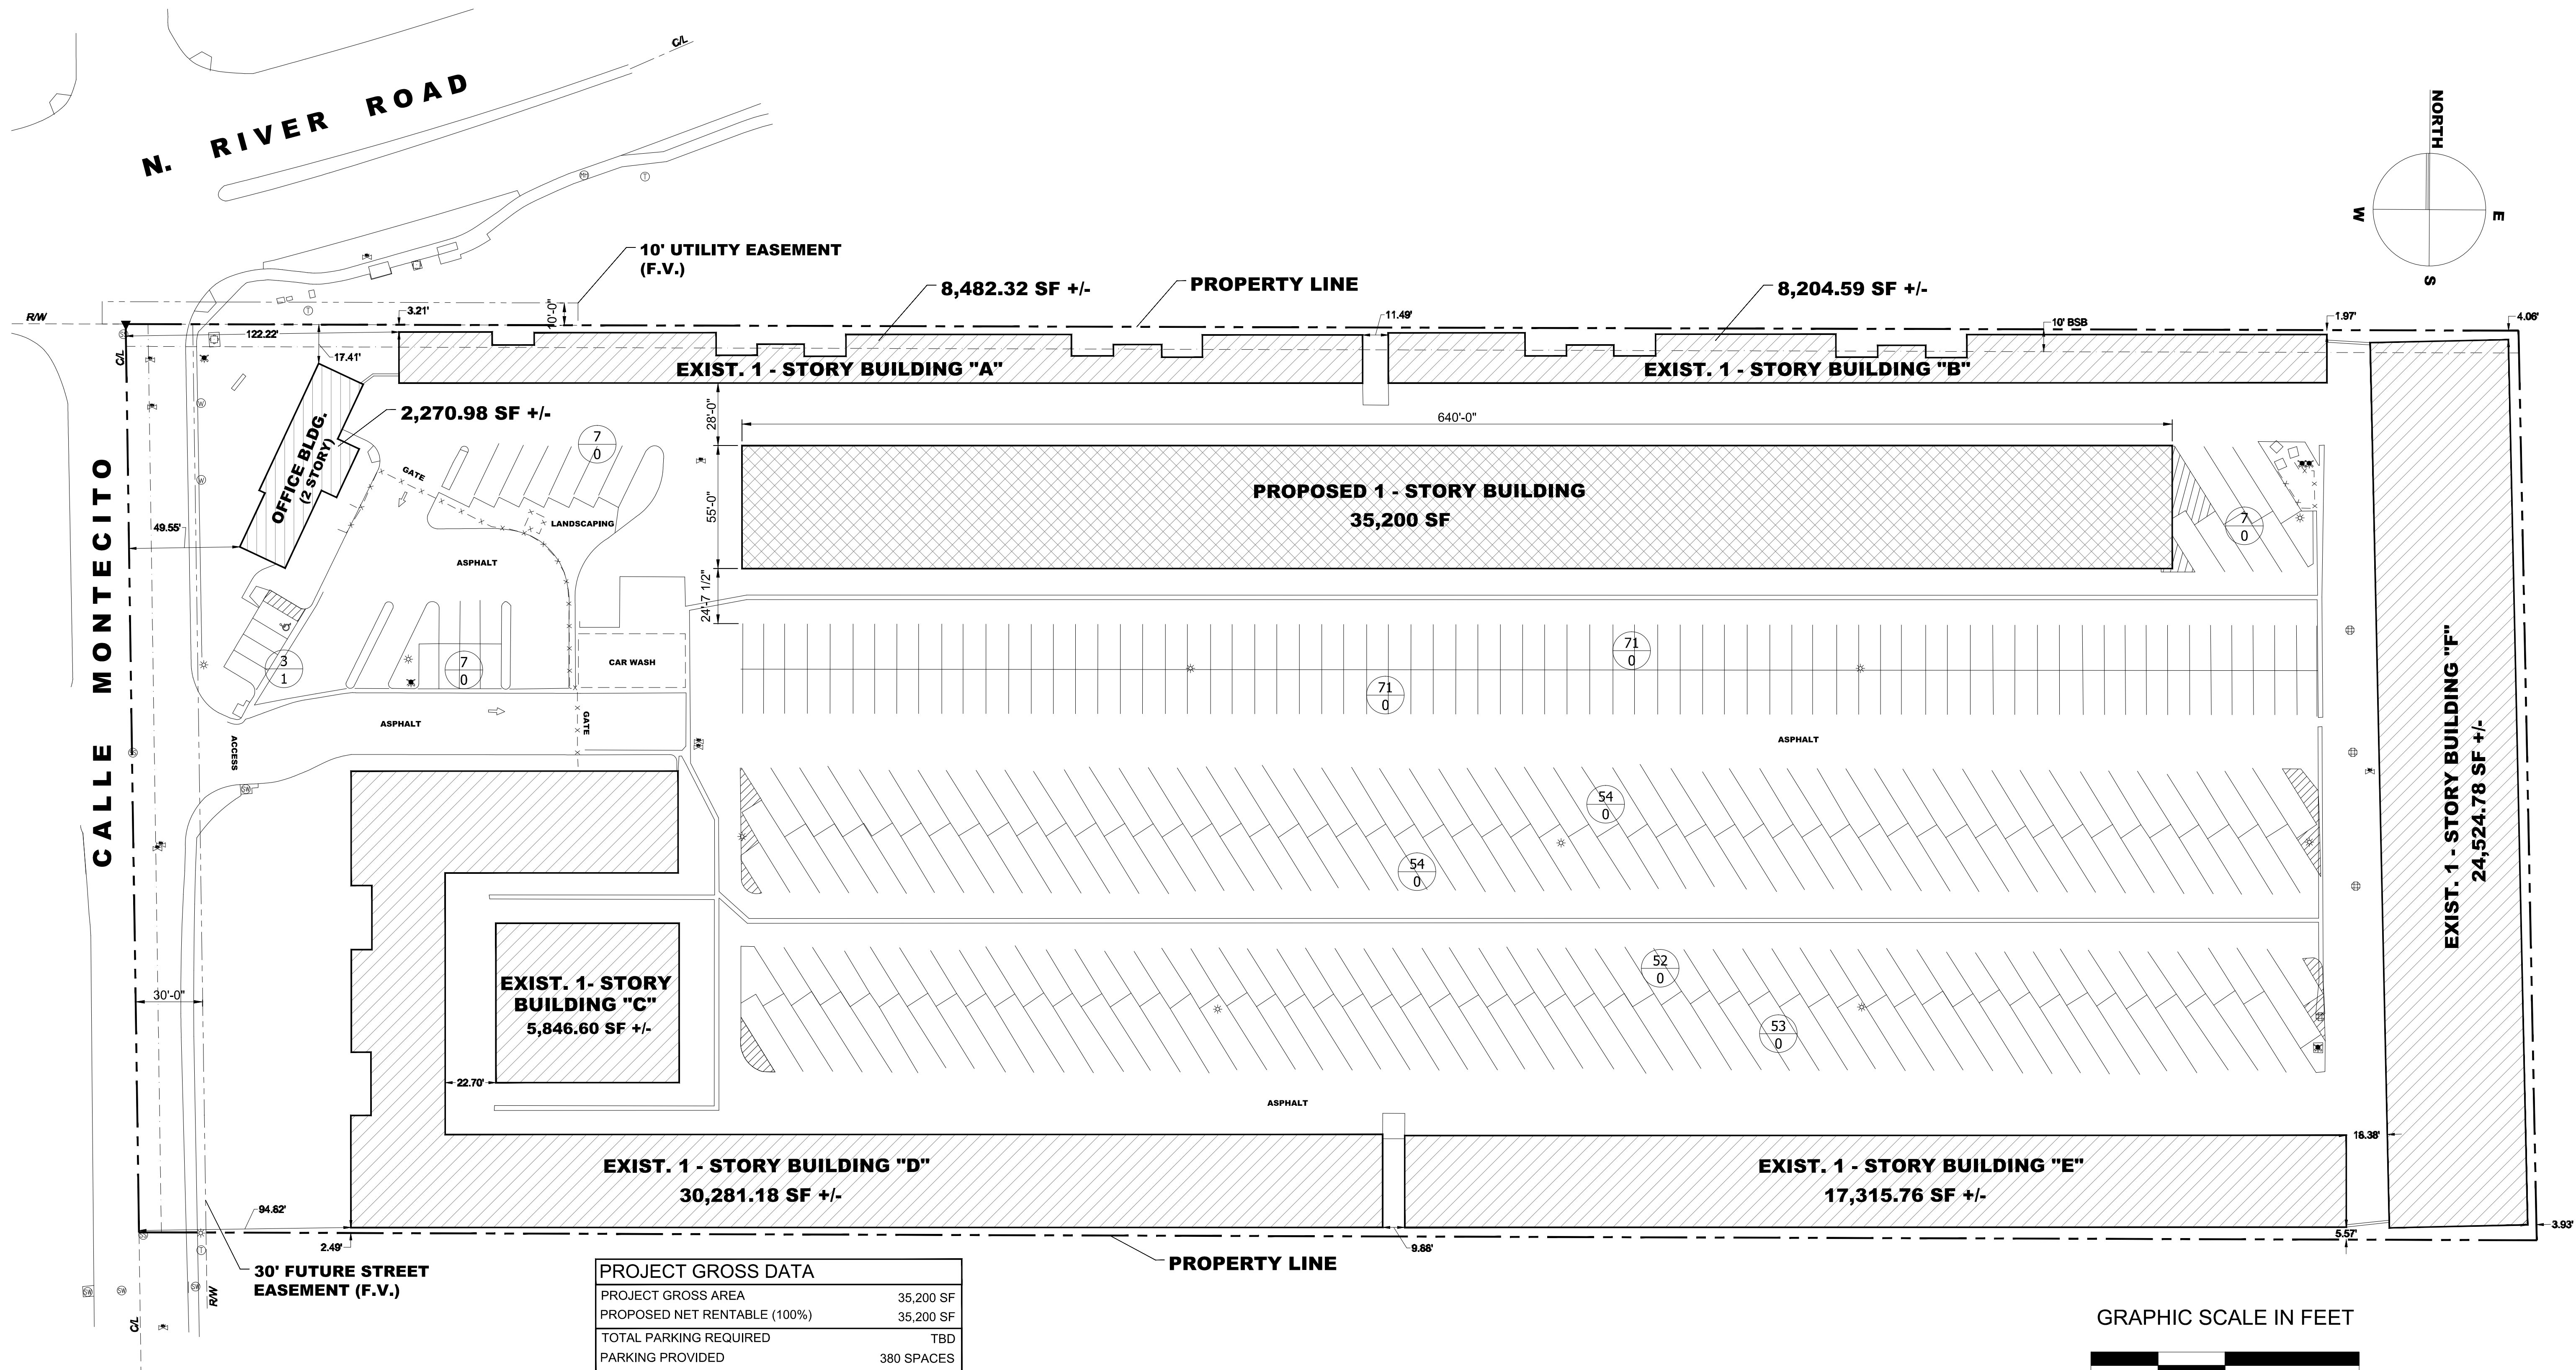 N. RIVER ROAD
C/L
NORTH
W
E
S
10' UTILITY EASEMENT
(F.V.)
8,482.32 SF +/-
PROPERTY LINE
8,204.59 SF +/-
R/W
C/L
122.22'
3.21'
10'-0"
17.41'
11.49'
10' BSB
1.97'
4.06'
EXIST. 1 - STORY BUILDING "A"
EXIST. 1 - STORY BUILDING "B"
2,270.98 SF +/-
OFFICE BLDG.
(2 STORY)
49.55'
28'-0"
640'-0"
7
0
GATE
LANDSCAPING
ASPHALT
55'-0"
PROPOSED 1 - STORY BUILDING
35,200 SF
7
0
24'-7 1/2"
CALLE MONTECITO
3
1
7
0
CAR WASH
71
0
71
0
ASPHALT
GATE
ACCESS
ASPHALT
EXIST. 1 - STORY BUILDING "F"
24,524.78 SF +/-
54
0
54
0
30'-0"
EXIST. 1- STORY
BUILDING "C"
5,846.60 SF +/-
22.70'
52
0
53
0
ASPHALT
EXIST. 1 - STORY BUILDING "D"
30,281.18 SF +/-
EXIST. 1 - STORY BUILDING "E"
17,315.76 SF +/-
18.38'
94.62'
2.49'
9.88'
5.57'
3.93'
PROPERTY LINE
30' FUTURE STREET
EASEMENT (F.V.)
R/W
C/L
PROJECT GROSS DATA
PROJECT GROSS AREA 35,200 SF
PROPOSED NET RENTABLE (100%) 35,200 SF
TOTAL PARKING REQUIRED TBD
PARKING PROVIDED 380 SPACES
GRAPHIC SCALE IN FEET